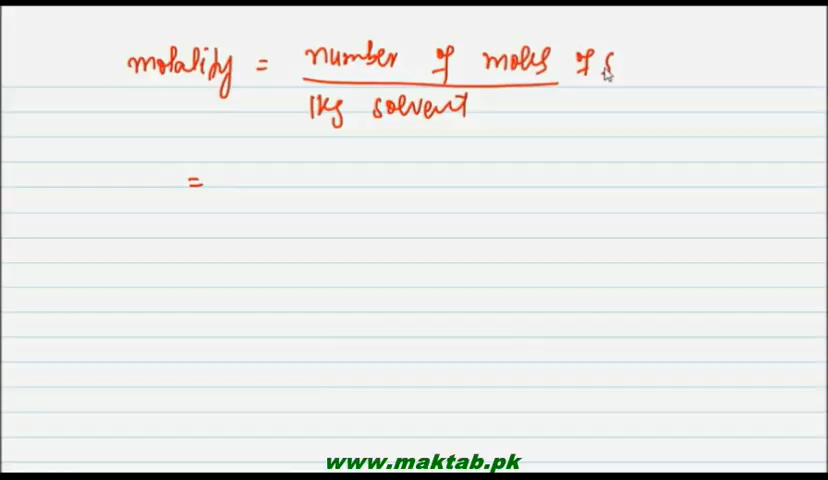 molality = number of moles of s
1kg solvent
=
www.maktab.pk